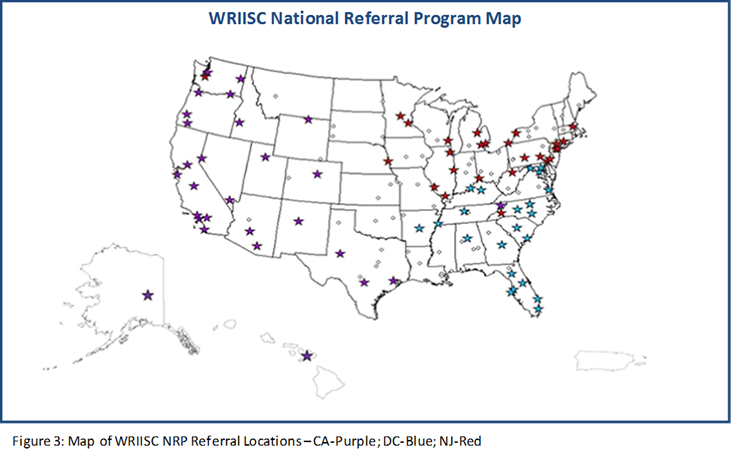 WRIISC National Referral Program Map
Figure 3: Map of WRIISC NRP Referral Locations – CA-Purple; DC-Blue; NJ-Red